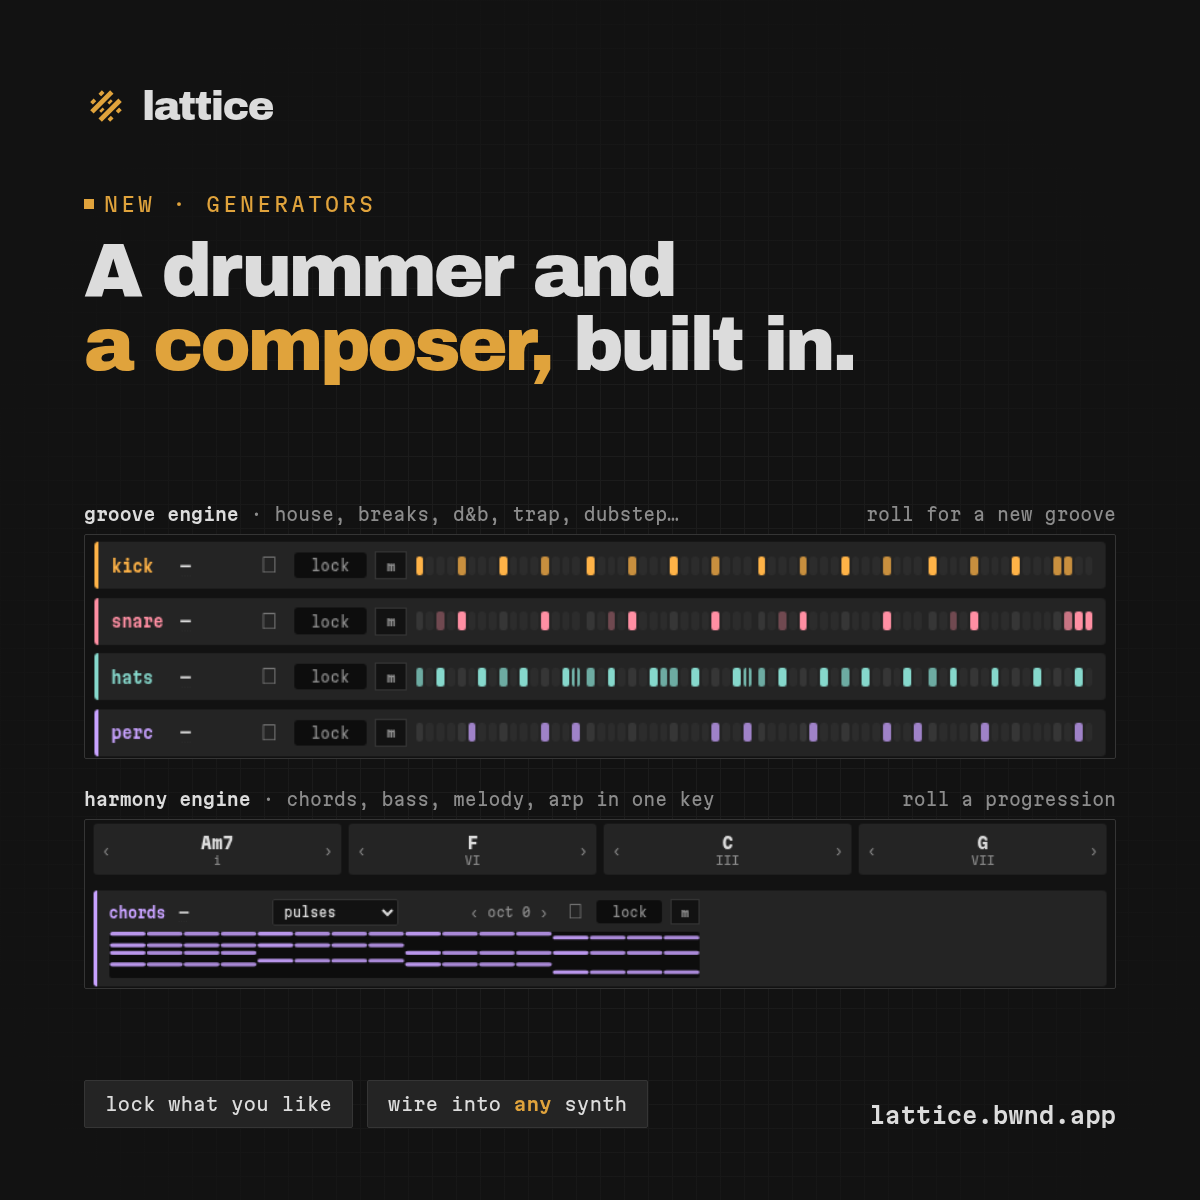 lattice
NEW · GENERATORS
A drummer and
a composer, built in.
groove engine · house, breaks, d&b, trap, dubstep… roll for a new groove
kick — lock m
snare — lock m
hats — lock m
perc — lock m
harmony engine · chords, bass, melody, arp in one key roll a progression
‹ Am7 › ‹ F › ‹ C › ‹ G ›
i VI III VII
chords — pulses ‹ oct 0 › lock m
lock what you like wire into any synth lattice.bwnd.app